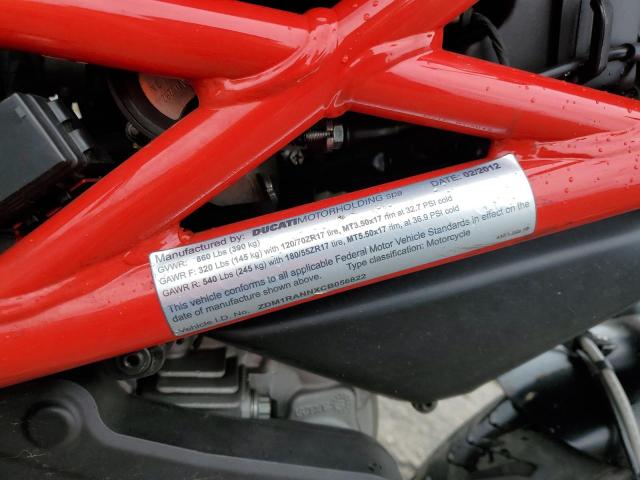 Manufactured by: DUCATIMOTORHOLDING spa DATE: 02/2012
GVWR: 860 Lbs (390 kg)
GAWR F: 320 Lbs (145 kg) with 120/70ZR17 tire, MT3.50x17 rim at 32.7 PSI cold
GAWR R: 540 Lbs (245 kg) with 180/55ZR17 tire, MT5.50x17 rim, at 36.9 PSI cold
This vehicle conforms to all applicable Federal Motor Vehicle Standards in effect on the
date of manufacture shown above. Type classification: Motorcycle
Vehicle I.D. No. ZDM1RANNXCB056822